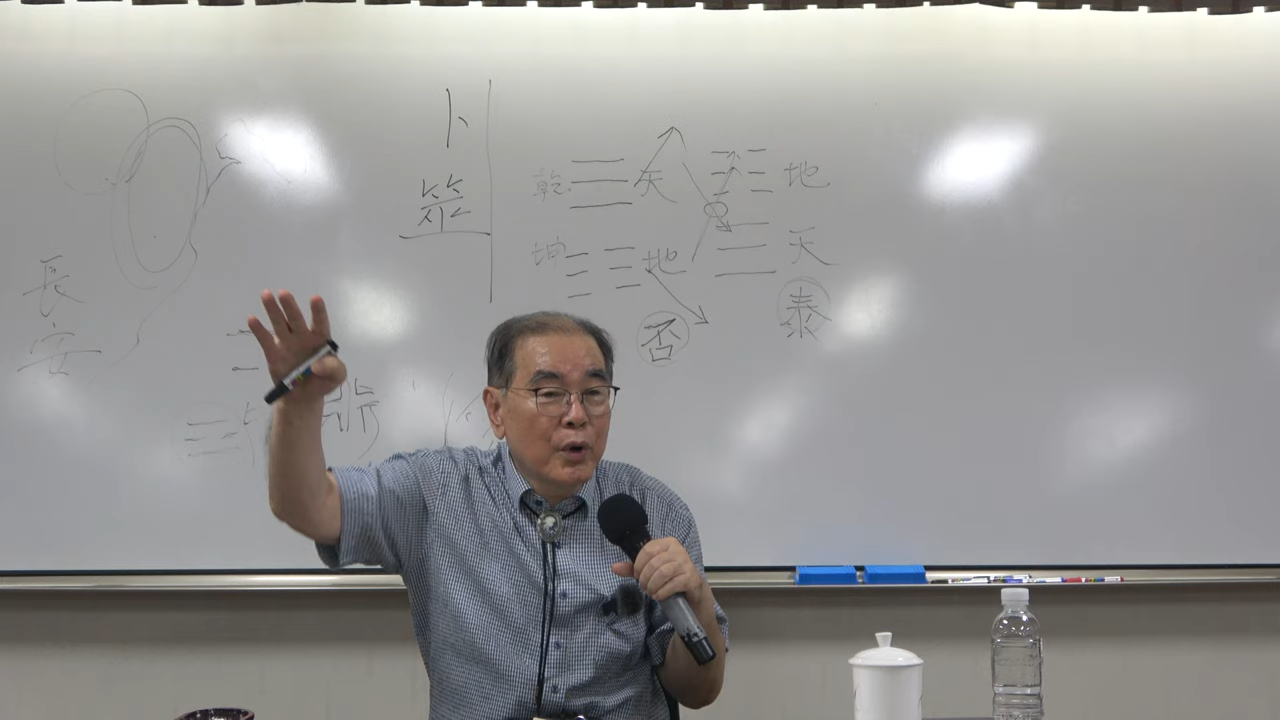 卜
筮
乾 ☰ 天
坤 ☷ 地
否
☷ 地
☰ 天
泰
長
安